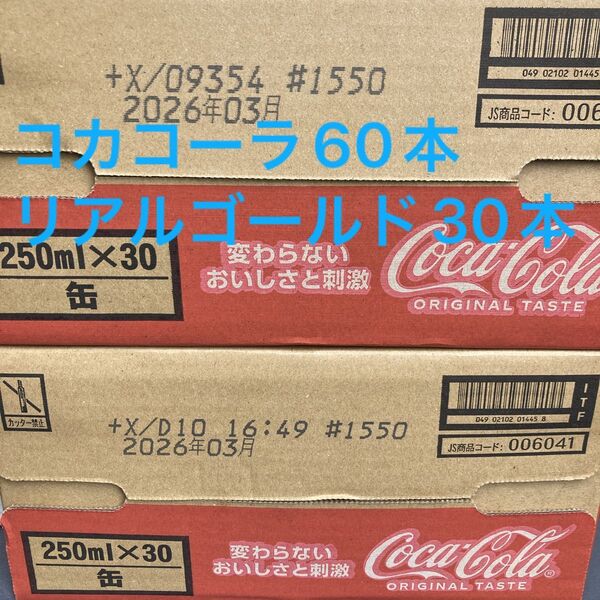 +X/09354 #1550
2026年03月
049 02102 01445
JS商品コード: 006
コカコーラ60本
リアルゴールド30本
250ml×30
缶
変わらない
おいしさと刺激
Coca-Cola
ORIGINAL TASTE
カッター禁止
+X/D10 16:49 #1550
2026年03月
049 02102 01445 8
ITF
JS商品コード: 006041
250ml×30
缶
変わらない
おいしさと刺激
Coca-Cola
ORIGINAL TASTE